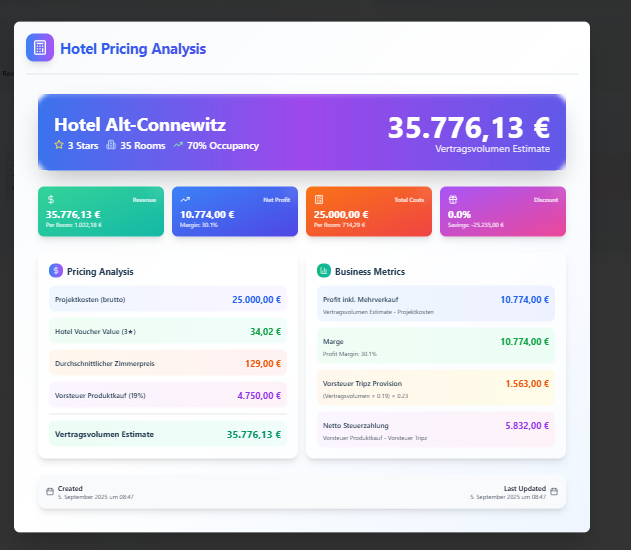 Hotel Pricing Analysis
Hotel Alt-Connewitz
3 Stars 35 Rooms 70% Occupancy
35.776,13 €
Vertragsvolumen Estimate
Revenue
35.776,13 €
Per Room: 1.022,18 €
Net Profit
10.774,00 €
Margin: 30.1%
Total Costs
25.000,00 €
Per Room: 714,29 €
Discount
0.0%
Savings: -25.235,00 €
Pricing Analysis
Projektkosten (brutto) 25.000,00 €
Hotel Voucher Value (3★) 34,02 €
Durchschnittlicher Zimmerpreis 129,00 €
Vorsteuer Produktkauf (19%) 4.750,00 €
Vertragsvolumen Estimate 35.776,13 €
Business Metrics
Profit inkl. Mehrverkauf 10.774,00 €
Vertragsvolumen Estimate - Projektkosten
Marge 10.774,00 €
Profit Margin: 30.1%
Vorsteuer Tripz Provision 1.563,00 €
(Vertragsvolumen × 0.19) × 0.23
Netto Steuerzahlung 5.832,00 €
Vorsteuer Produktkauf - Vorsteuer Tripz
Created
5. September 2025 um 08:47
Last Updated
5. September 2025 um 08:47